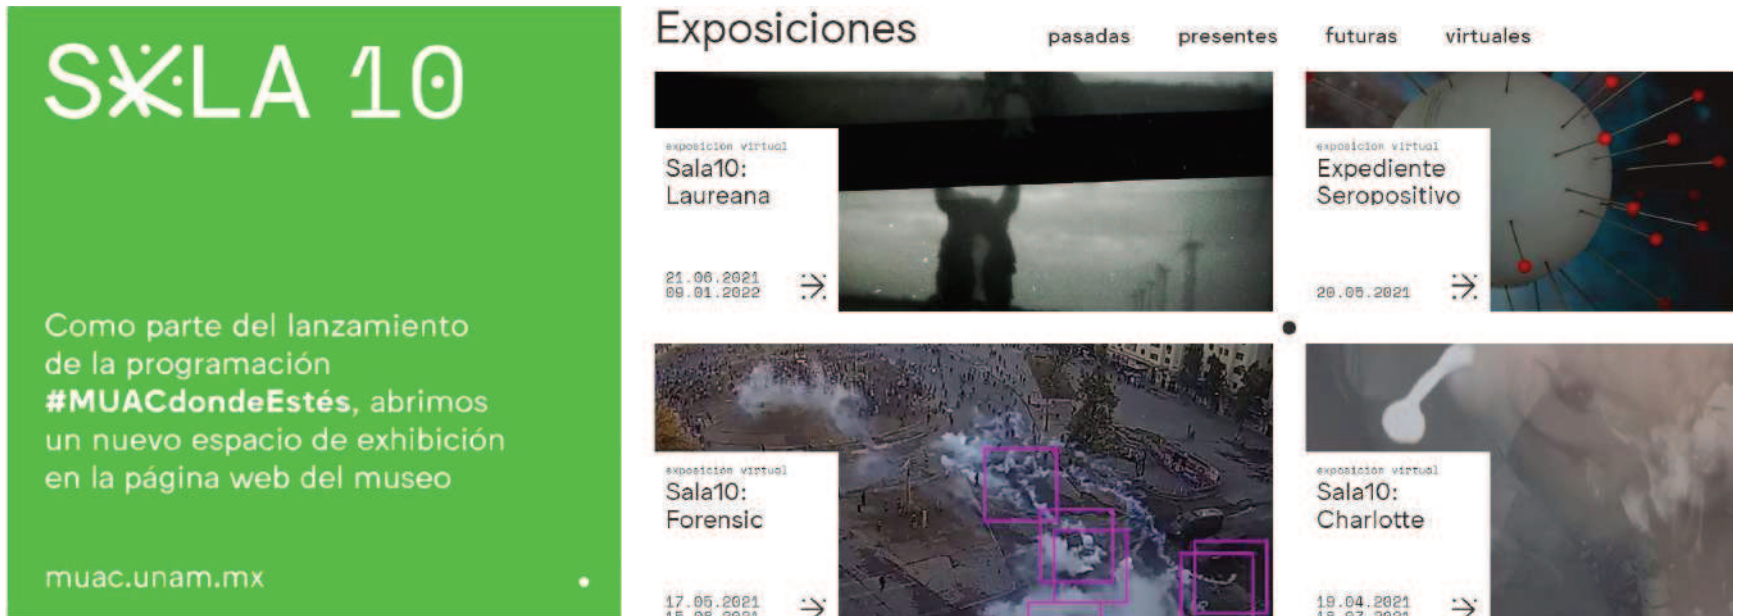 SALA 10
Como parte del lanzamiento
de la programación
#MUACdondeEstés, abrimos
un nuevo espacio de exhibición
en la página web del museo
muac.unam.mx
Exposiciones
pasadas presentes futuras virtuales
exposición virtual
Sala10:
Laureana
21.06.2021
09.01.2022
exposición virtual
Expediente
Seropositivo
20.05.2021
exposición virtual
Sala10:
Forensic
17.05.2021
exposición virtual
Sala10:
Charlotte
19.04.2021